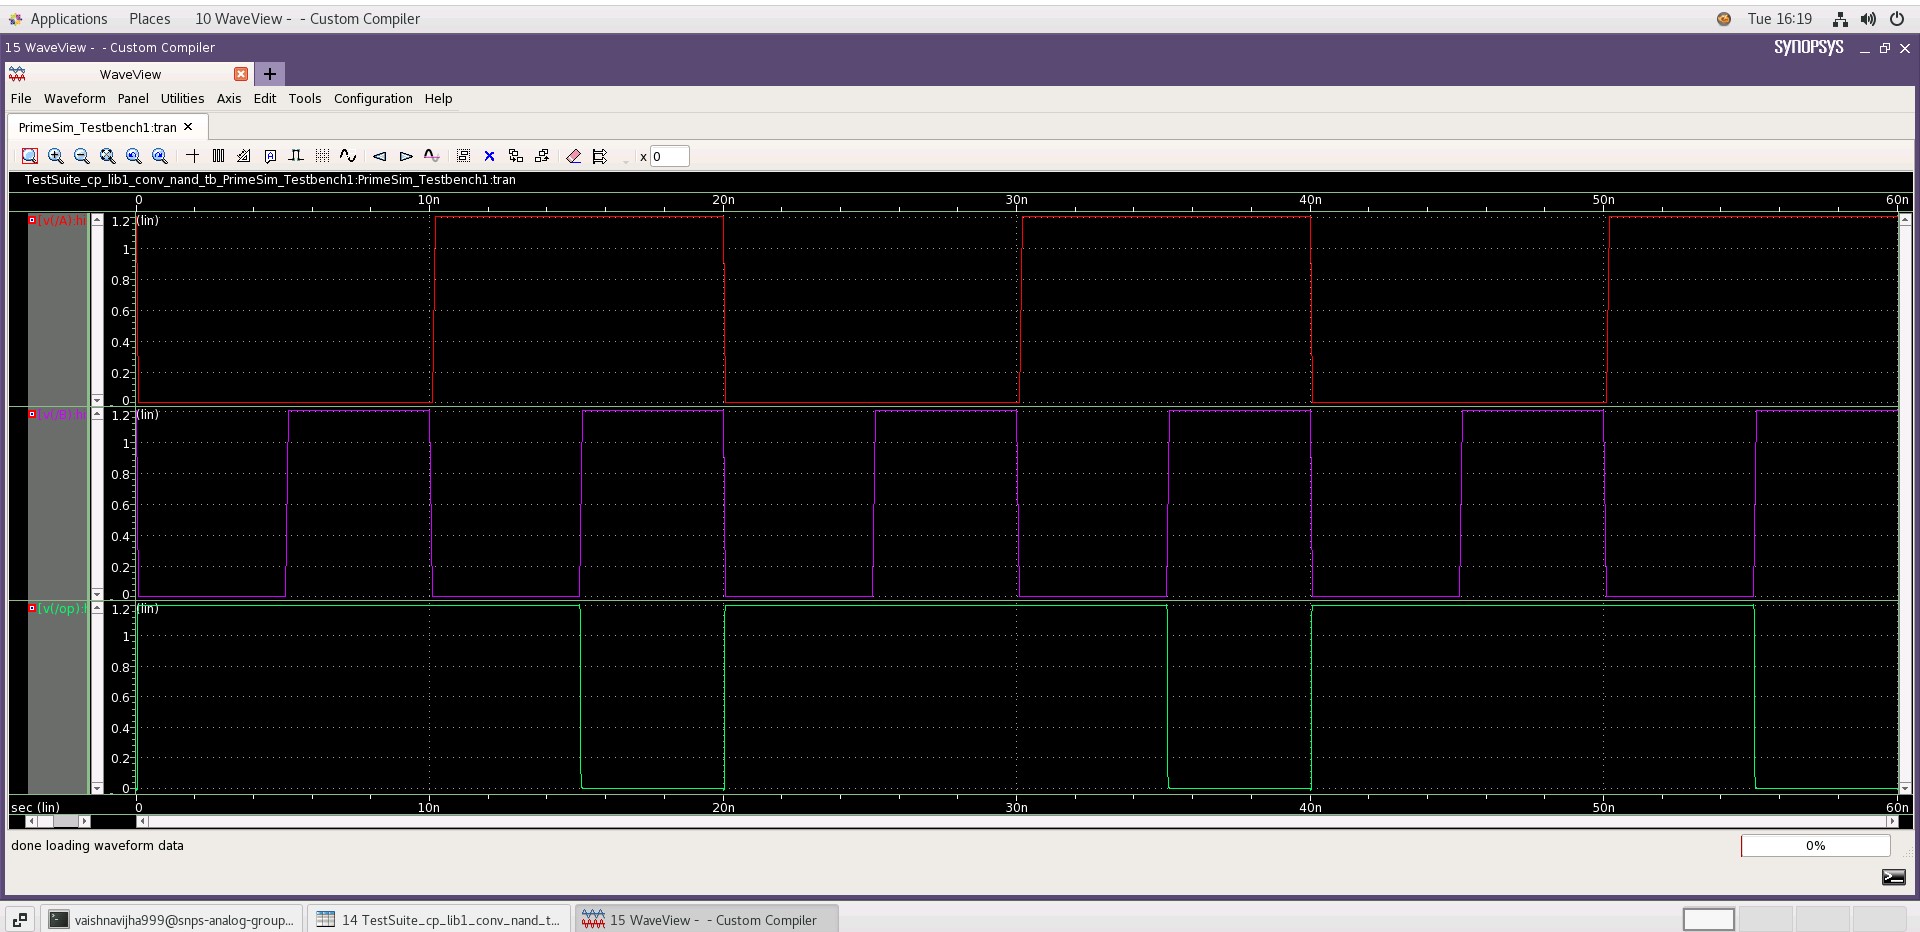 Applications Places 10 WaveView - - Custom Compiler Tue 16:19
15 WaveView - - Custom Compiler SYNOPSYS
WaveView
File Waveform Panel Utilities Axis Edit Tools Configuration Help
PrimeSim_Testbench1:tran
x 0
TestSuite_cp_lib1_conv_nand_tb_PrimeSim_Testbench1:PrimeSim_Testbench1:tran
0 10n 20n 30n 40n 50n 60n
[v(/A):hi 1.2 (lin)
1
0.8
0.6
0.4
0.2
0
[v(/B):hi 1.2 (lin)
1
0.8
0.6
0.4
0.2
0
[v(/op):h 1.2 (lin)
1
0.8
0.6
0.4
0.2
0
sec (lin) 0 10n 20n 30n 40n 50n 60n
done loading waveform data 0%
vaishnavijha999@snps-analog-group... 14 TestSuite_cp_lib1_conv_nand_t... 15 WaveView - - Custom Compiler